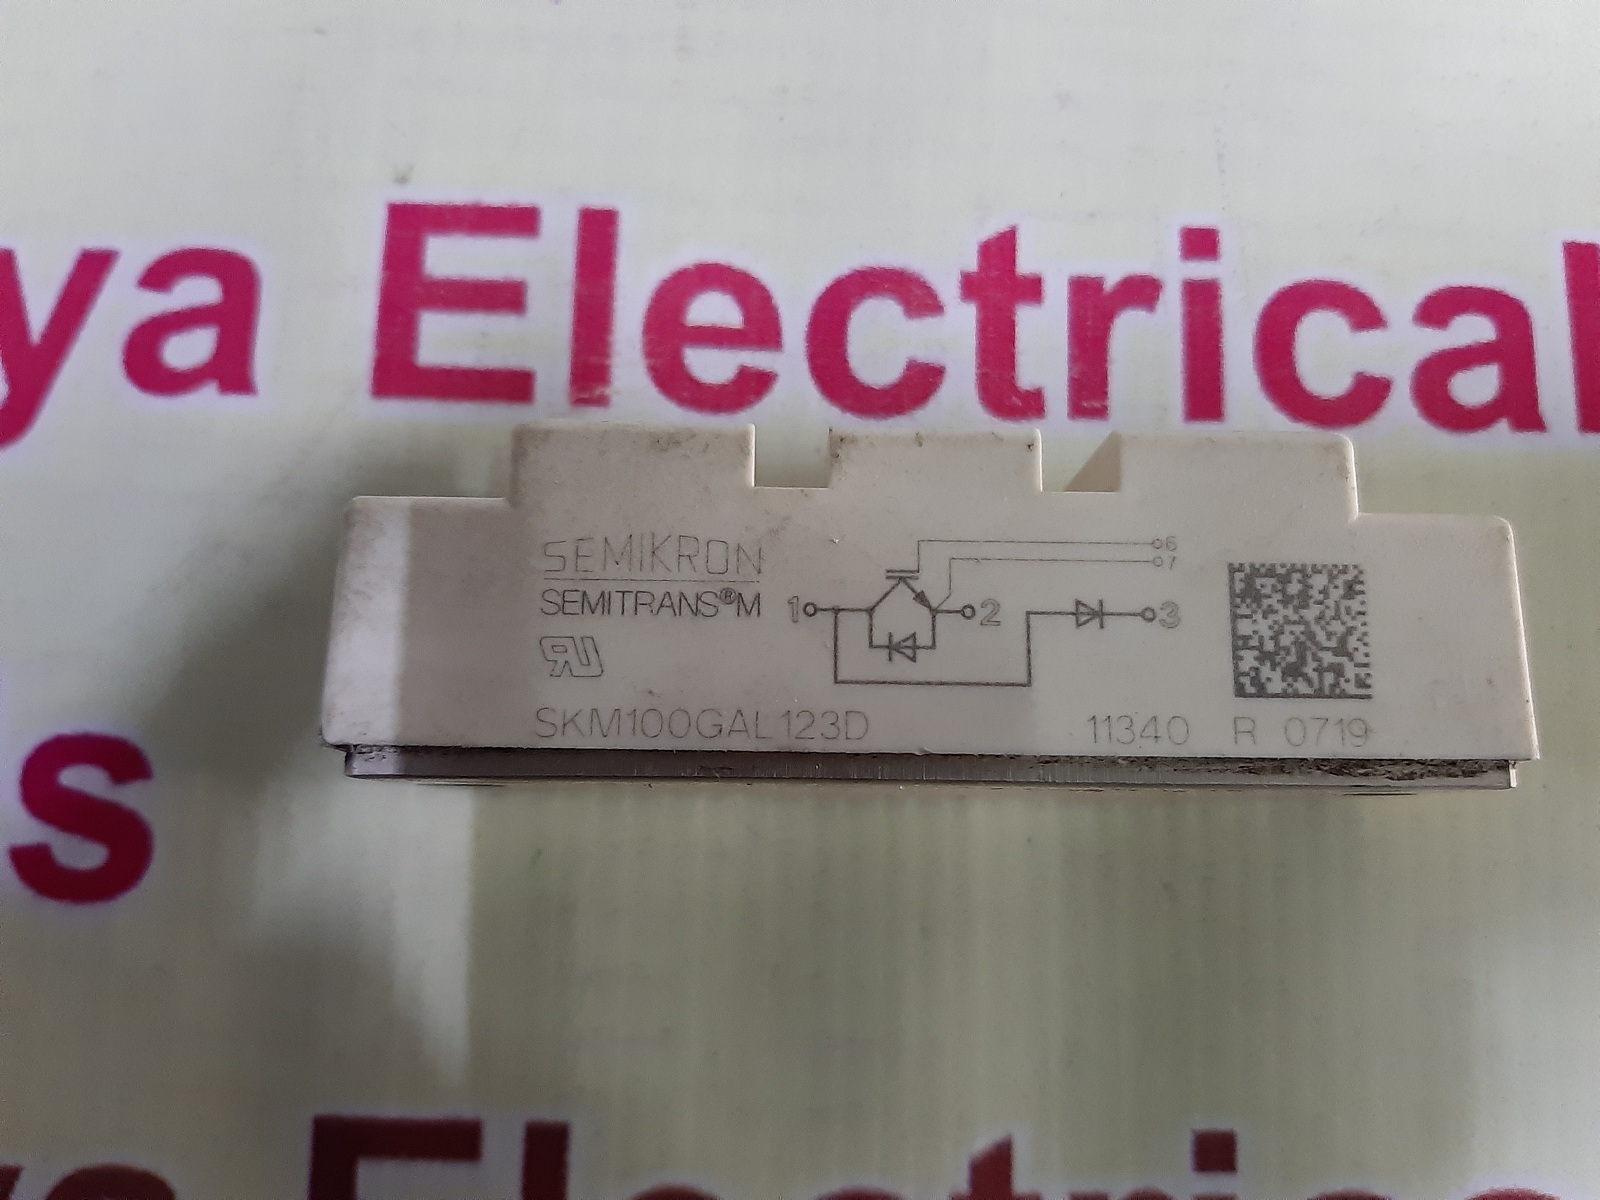 ya Electrical
SEMIKRON
SEMITRANS®M
1 2 3
6
7
SKM100GAL123D 11340 R 0719
s